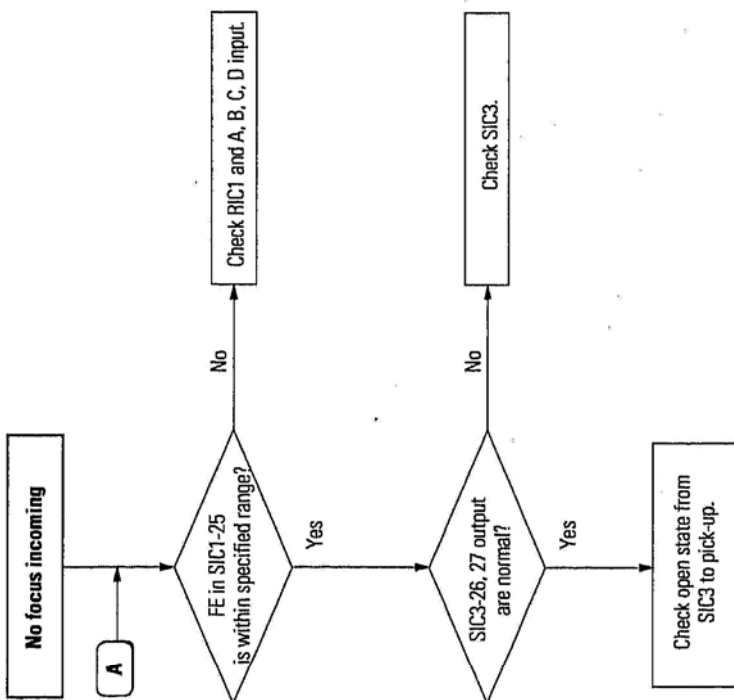 No focus incoming
A
FE in SIC1-25
is within specified range?
No
Check RIC1 and A, B, C, D input.
Yes
SIC3-26, 27 output
are normal?
No
Check SIC3.
Yes
Check open state from
SIC3 to pick-up.